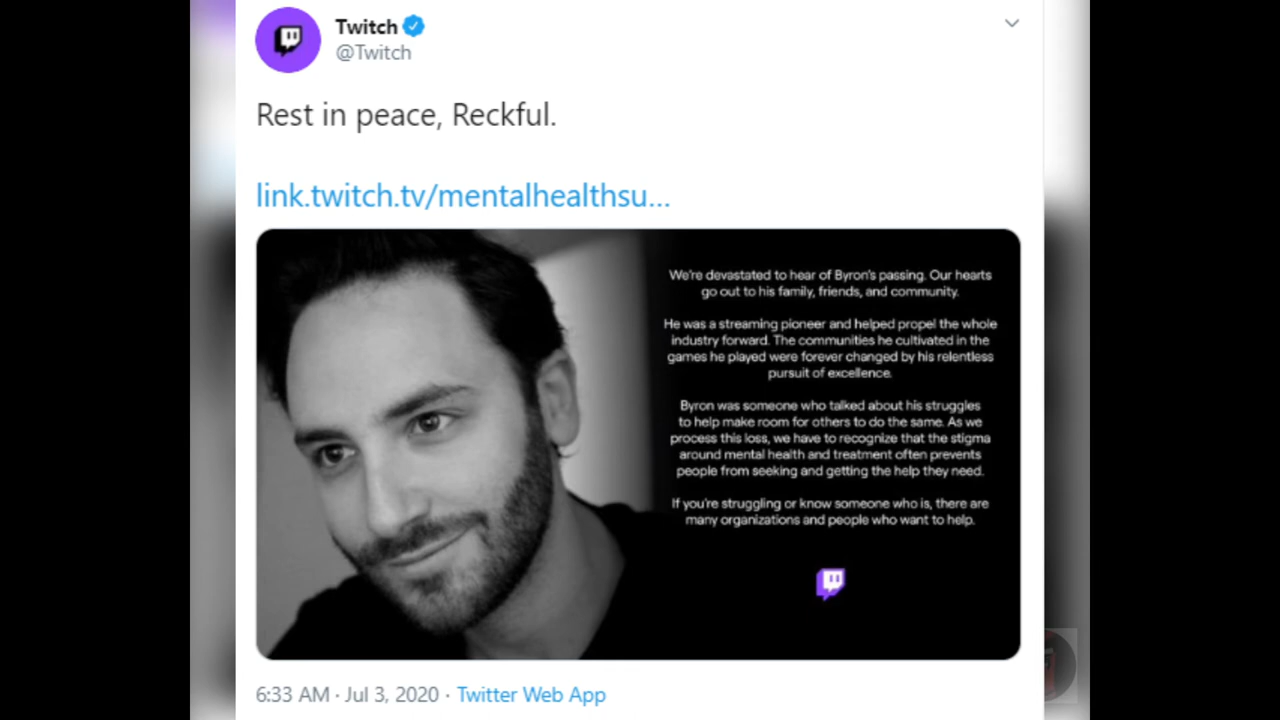 Twitch
@Twitch
Rest in peace, Reckful.
link.twitch.tv/mentalhealthsu...
We're devastated to hear of Byron's passing. Our hearts
go out to his family, friends, and community.
He was a streaming pioneer and helped propel the whole
industry forward. The communities he cultivated in the
games he played were forever changed by his relentless
pursuit of excellence.
Byron was someone who talked about his struggles
to help make room for others to do the same. As we
process this loss, we have to recognize that the stigma
around mental health and treatment often prevents
people from seeking and getting the help they need.
If you're struggling or know someone who is, there are
many organizations and people who want to help.
6:33 AM · Jul 3, 2020 · Twitter Web App